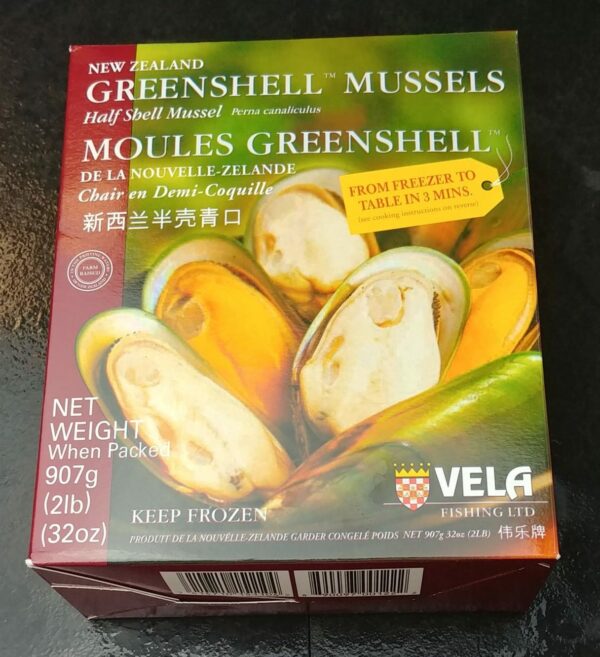 NEW ZEALAND
GREENSHELL™ MUSSELS
Half Shell Mussel Perna canaliculus
MOULES GREENSHELL™
DE LA NOUVELLE-ZELANDE
Chair en Demi-Coquille
新西兰半壳青口
FROM FREEZER TO
TABLE IN 3 MINS.
(see cooking instructions on reverse)
FARM
RAISED
NET
WEIGHT
When Packed
907g
(2lb)
(32oz)
KEEP FROZEN
VELA
FISHING LTD
PRODUIT DE LA NOUVELLE-ZELANDE GARDER CONGELÉ POIDS NET 907g 32oz (2LB) 伟乐牌